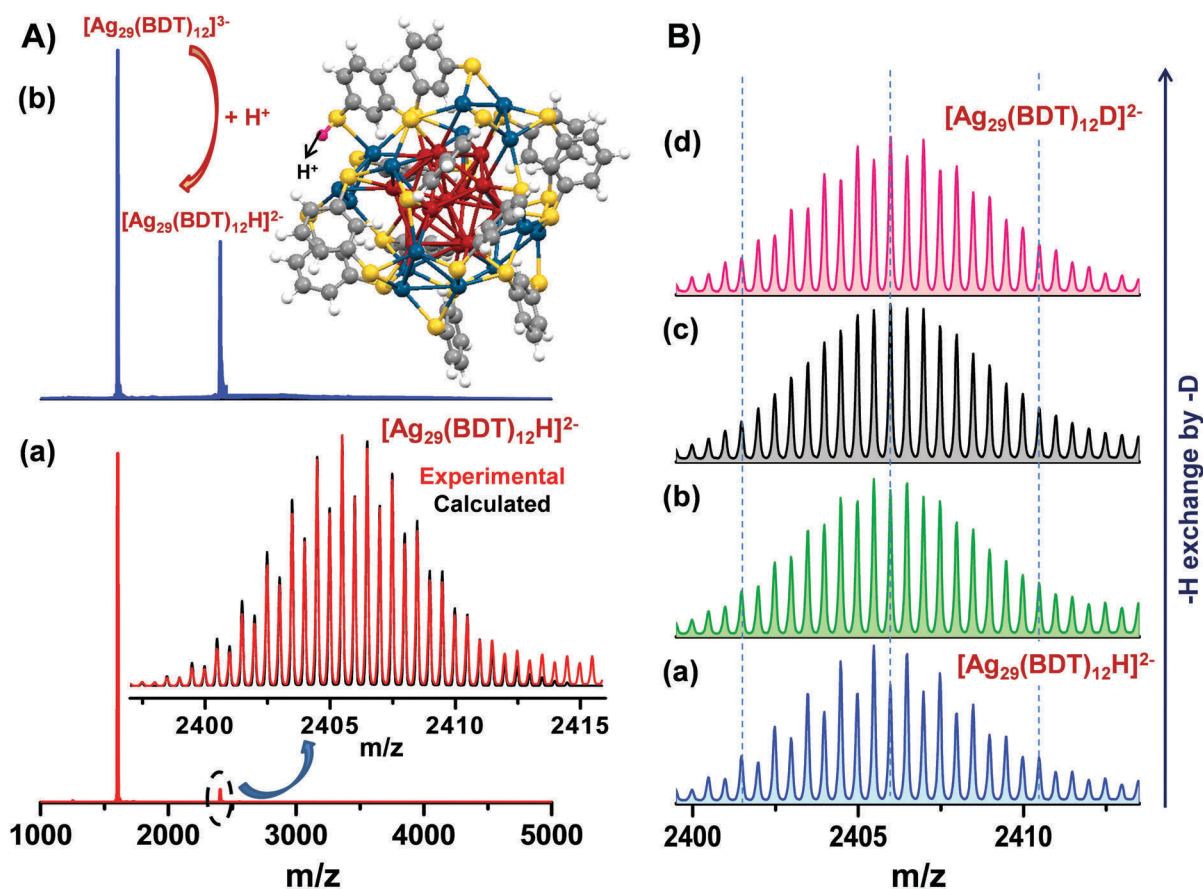 A)
[Ag₂₉(BDT)₁₂]³⁻
(b)
+ H⁺
H⁺
[Ag₂₉(BDT)₁₂H]²⁻
(a)
[Ag₂₉(BDT)₁₂H]²⁻
Experimental
Calculated
2400 2405 2410 2415
m/z
1000 2000 3000 4000 5000
m/z
B)
[Ag₂₉(BDT)₁₂D]²⁻
(d)
(c)
(b)
(a)
[Ag₂₉(BDT)₁₂H]²⁻
2400 2405 2410
m/z
-H exchange by -D